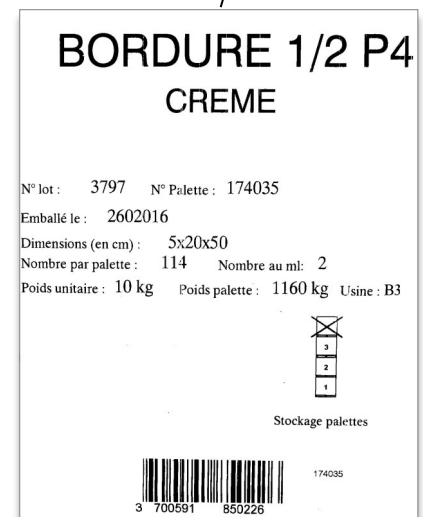 BORDURE 1/2 P4
CREME
N° lot : 3797 N° Palette : 174035
Emballé le : 2602016
Dimensions (en cm) : 5x20x50
Nombre par palette : 114 Nombre au ml: 2
Poids unitaire : 10 kg Poids palette : 1160 kg Usine : B3
3
2
1
Stockage palettes
174035
3 700591 850226